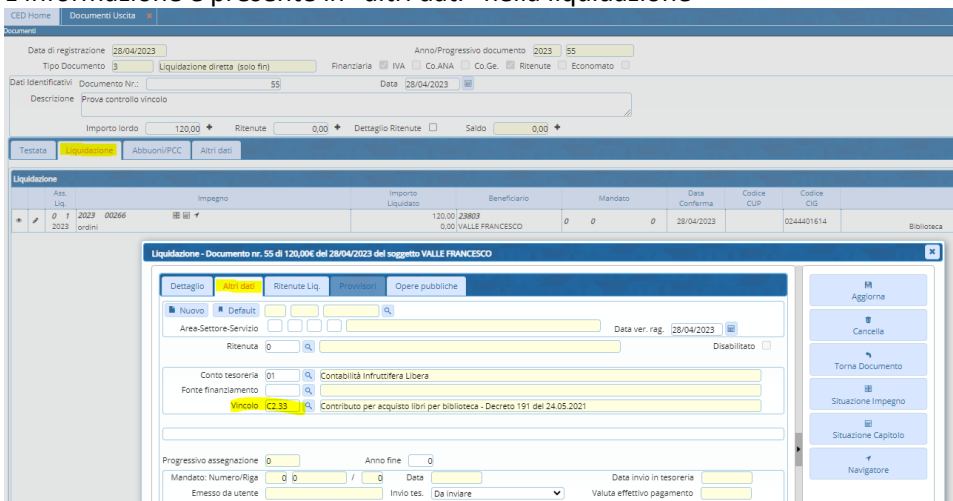 E informazione è presente in "altri dati" nella liquidazione
CED Home Documenti Uscita ×
Documenti
Data di registrazione 28/04/2023 Anno/Progressivo documento 2023 55
Tipo Documento 3 Liquidazione diretta (solo fin) Finanziaria IVA Co.ANA Co.Ge. Ritenute Economato
Dati Identificativi Documento Nr.: 55 Data 28/04/2023
Descrizione Prova controllo vincolo
Importo lordo 120,00 + Ritenute 0,00 + Dettaglio Ritenute Saldo 0,00 +
Testata Liquidazione Abbuoni/PCC Altri dati
Liquidazione
Ass. Liq. Impegno Importo Liquidato Beneficiario Mandato Data Conferma Codice CUP Codice CIG
0 1 2023 00266 120,00 23803 0 0 0 28/04/2023 0244401614
2023 ordini 0,00 VALLE FRANCESCO Biblioteca
Liquidazione - Documento nr. 55 di 120,00€ del 28/04/2023 del soggetto VALLE FRANCESCO ×
Dettaglio Altri dati Ritenute Liq. Provvisori Opere pubbliche
Nuovo Default
Area-Settore-Servizio Data ver. rag. 28/04/2023
Ritenuta 0 Disabilitato
Conto tesoreria 01 Contabilità Infruttifera Libera
Fonte finanziamento
Vincolo C2.33 Contributo per acquisto libri per biblioteca - Decreto 191 del 24.05.2021
Progressivo assegnazione 0 Anno fine 0
Mandato: Numero/Riga 0 0 / 0 Data Data invio in tesoreria
Emesso da utente Invio tes. Da inviare Valuta effettivo pagamento
Aggiorna
Cancella
Torna Documento
Situazione Impegno
Situazione Capitolo
Navigatore